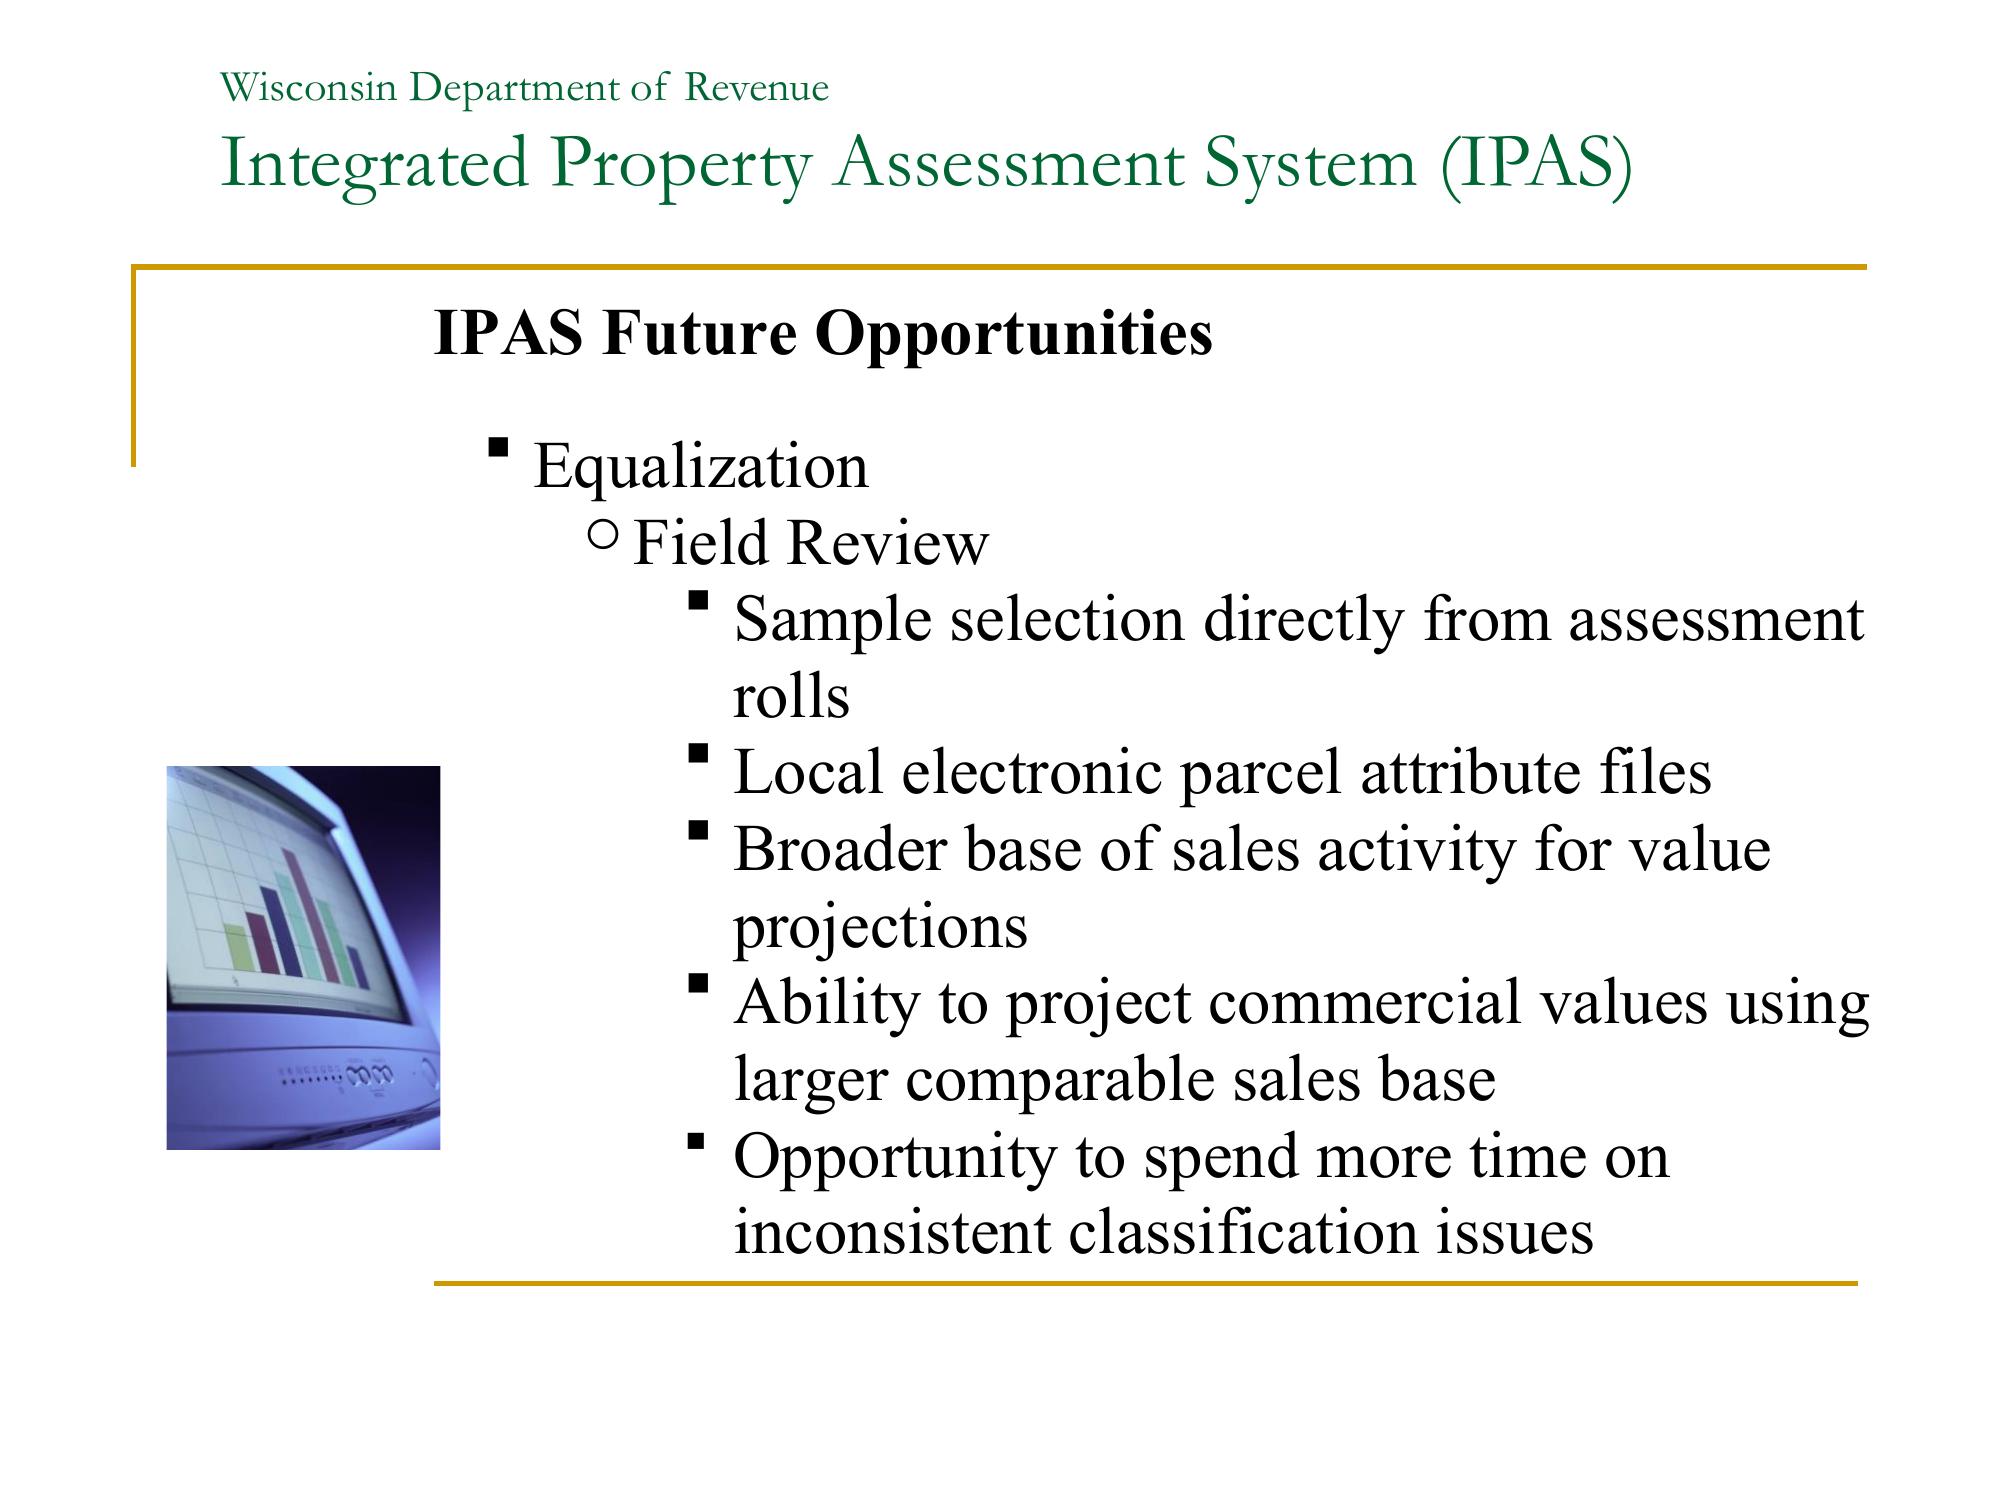 Wisconsin Department of Revenue
Integrated Property Assessment System (IPAS)
IPAS Future Opportunities
▪ Equalization
○ Field Review
▪ Sample selection directly from assessment
rolls
▪ Local electronic parcel attribute files
▪ Broader base of sales activity for value
projections
▪ Ability to project commercial values using
larger comparable sales base
▪ Opportunity to spend more time on
inconsistent classification issues